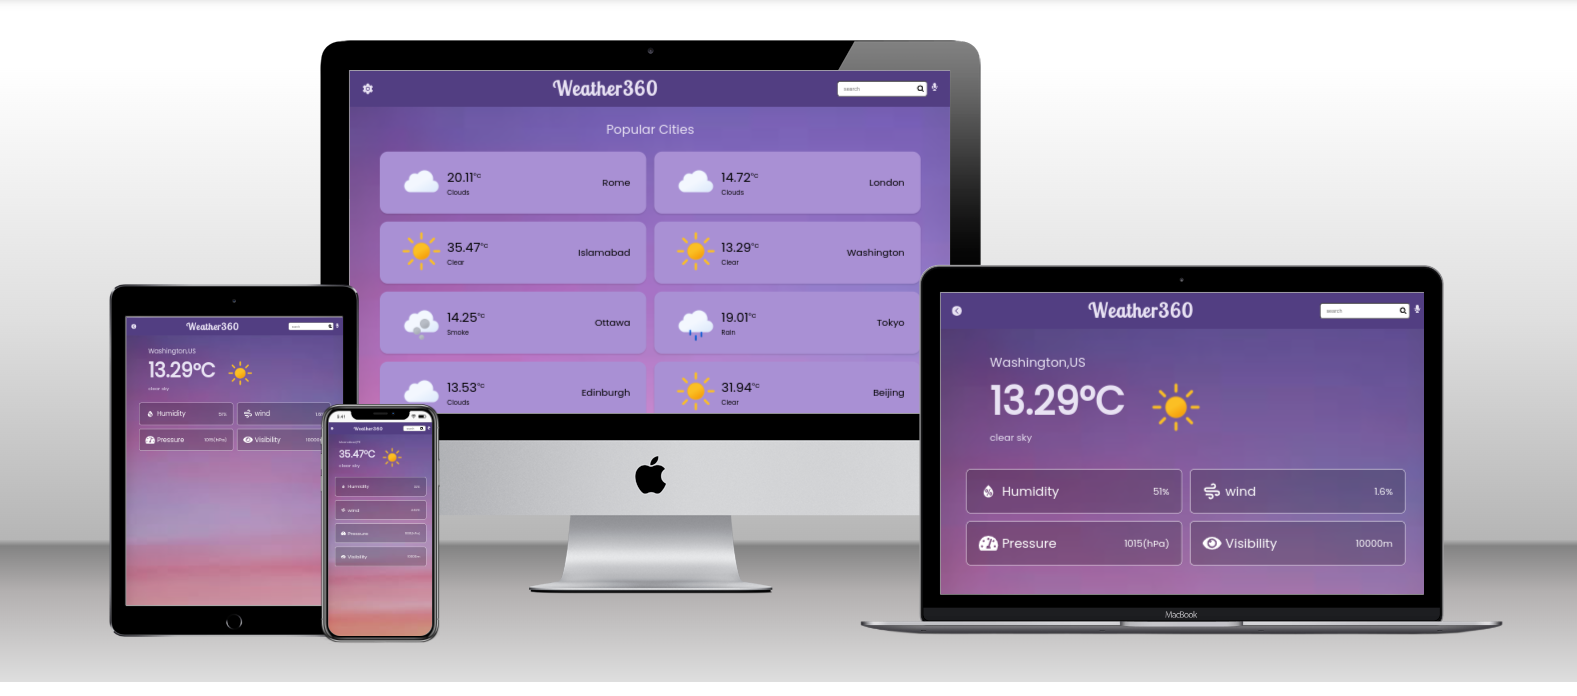 Weather360
search
Popular Cities
20.11°c
Clouds
Rome
14.72°c
Clouds
London
35.47°c
Clear
Islamabad
13.29°c
Clear
Washington
14.25°c
Smoke
Ottawa
19.01°c
Rain
Tokyo
13.53°c
Clouds
Edinburgh
31.94°c
Clear
Beijing
Weather360
Washington,US
13.29°C
clear sky
Humidity
51%
wind
Pressure
1015(hPa)
Visibility
9:41
Weather360
35.47°C
clear sky
Humidity
wind
Pressure
Visibility
Weather360
search
Washington,US
13.29°C
clear sky
Humidity
51%
wind
1.6%
Pressure
1015(hPa)
Visibility
10000m
MacBook